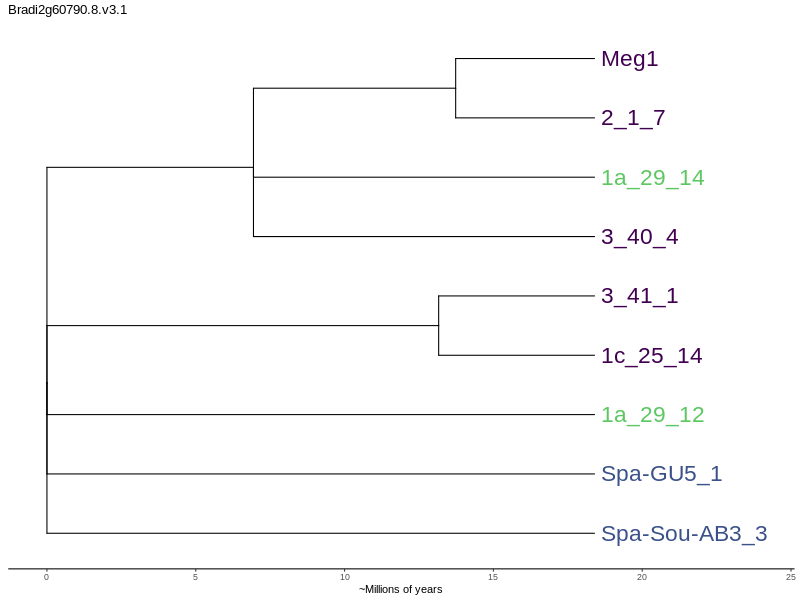 Bradi2g60790.8.v3.1
Meg1
2_1_7
1a_29_14
3_40_4
3_41_1
1c_25_14
1a_29_12
Spa-GU5_1
Spa-Sou-AB3_3
0 5 10 15 20 25
~Millions of years